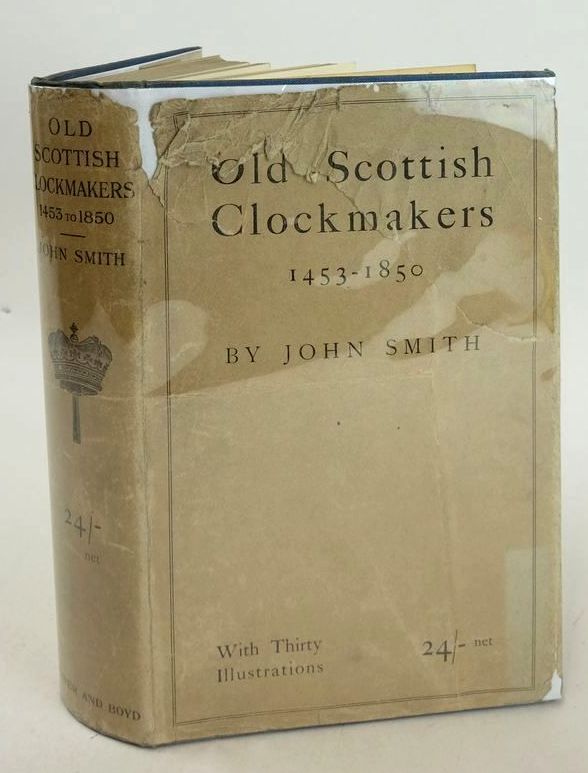 OLD
SCOTTISH
CLOCKMAKERS
1453 TO 1850
JOHN SMITH
24/-
net
AND BOYD
Old Scottish
Clockmakers
1453-1850
BY JOHN SMITH
With Thirty
Illustrations
24/- net